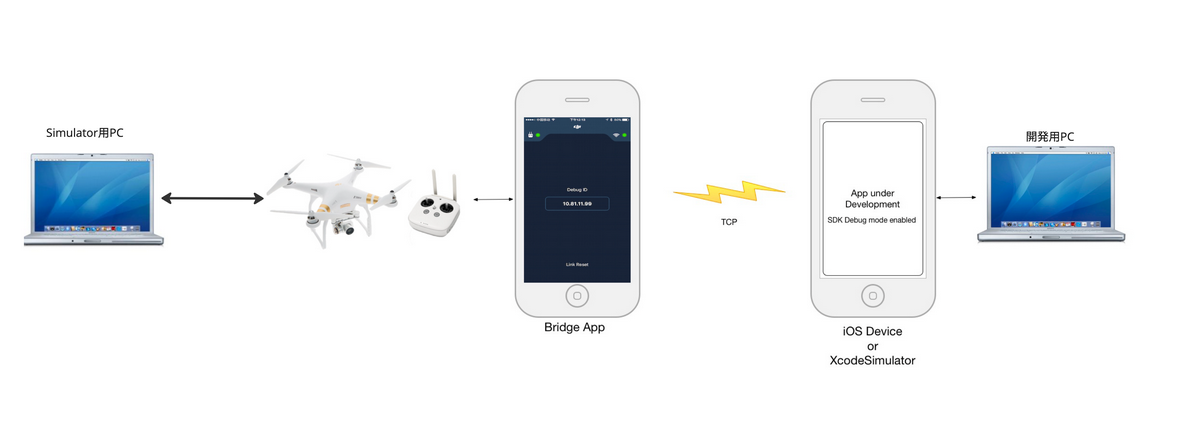 Simulator用PC
dji
Debug ID
10.81.11.99
Link Reset
Bridge App
TCP
App under
Development
SDK Debug mode enabled
iOS Device
or
XcodeSimulator
開発用PC